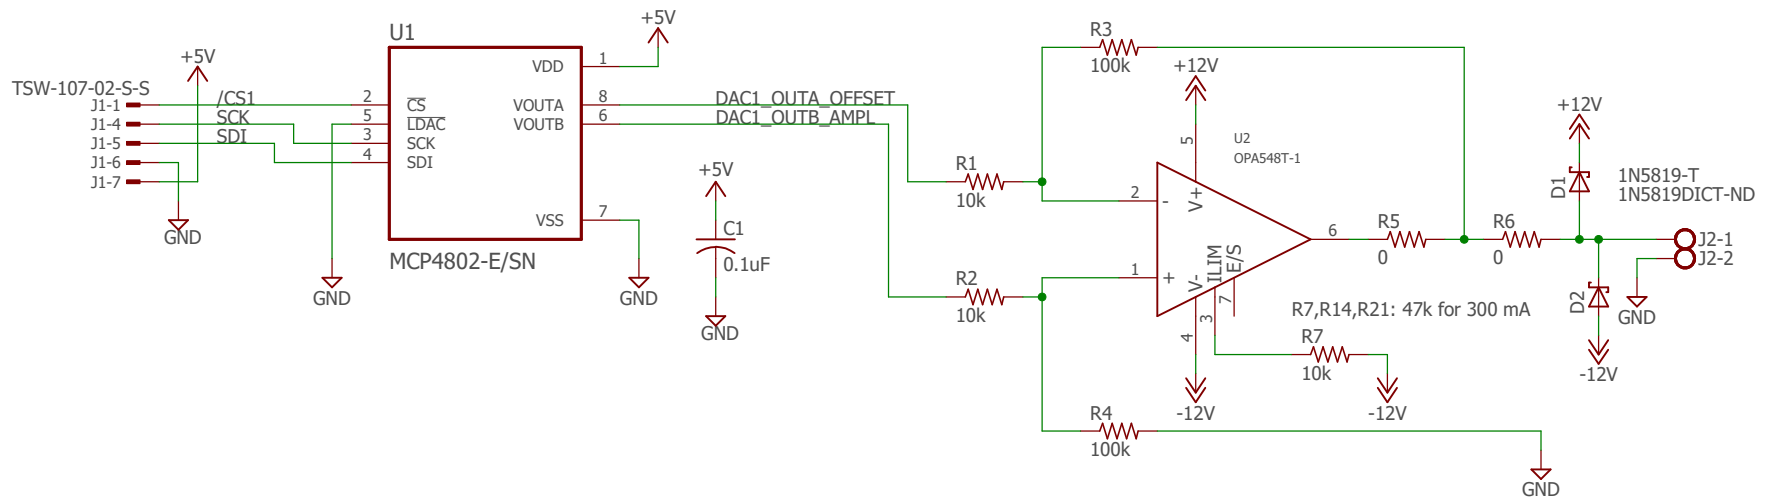 TSW-107-02-S-S
J1-1
J1-4
J1-5
J1-6
J1-7
+5V
GND
/CS1
SCK
SDI
GND
U1
2
5
3
4
CS
LDAC
SCK
SDI
VDD
VOUTA
VOUTB
VSS
1
8
6
7
MCP4802-E/SN
+5V
GND
DAC1_OUTA_OFFSET
DAC1_OUTB_AMPL
+5V
C1
0.1uF
GND
R1
10k
R2
10k
R3
100k
R4
100k
GND
+12V
5
U2
OPA548T-1
2
-
1
+
V+
V-
ILIM
E/S
4
3
7
6
-12V
R7,R14,R21: 47k for 300 mA
R7
10k
-12V
R5
0
R6
0
+12V
D1
1N5819-T
1N5819DICT-ND
D2
-12V
J2-1
J2-2
GND